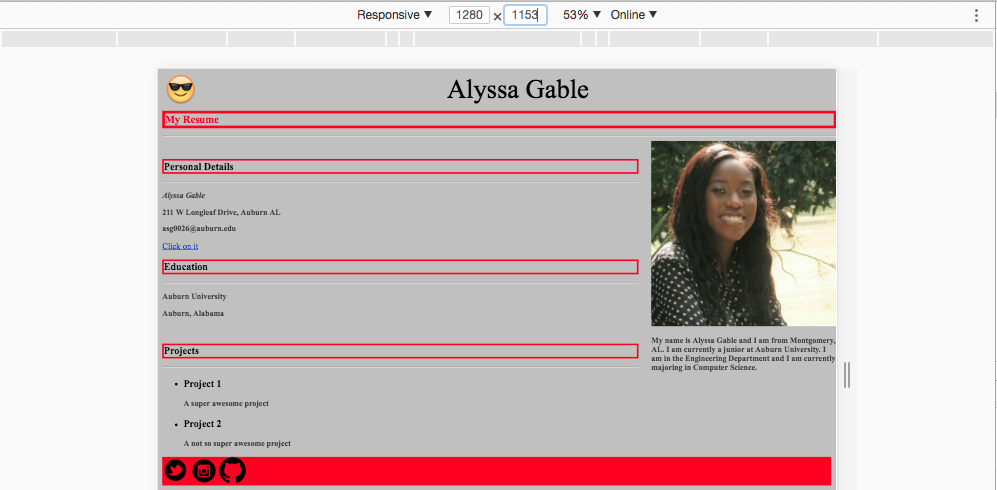 Responsive ▼ 1280 × 1153 53% ▼ Online ▼
Alyssa Gable
My Resume
Personal Details
Alyssa Gable
211 W Longleaf Drive, Auburn AL
asg0026@auburn.edu
Click on it
Education
Auburn University
Auburn, Alabama
Projects
Project 1
A super awesome project
Project 2
A not so super awesome project
My name is Alyssa Gable and I am from Montgomery,
AL. I am currently a junior at Auburn University. I
am in the Engineering Department and I am currently
majoring in Computer Science.